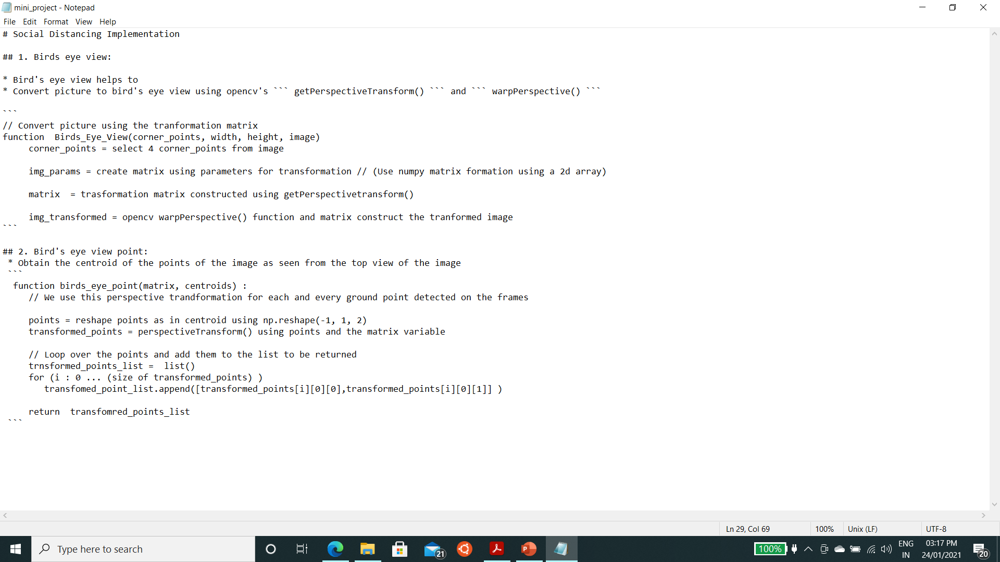 mini_project - Notepad
File Edit Format View Help
# Social Distancing Implementation
## 1. Birds eye view:
* Bird's eye view helps to
* Convert picture to bird's eye view using opencv's ``` getPerspectiveTransform() ``` and ``` warpPerspective() ```
```
// Convert picture using the tranformation matrix
function  Birds_Eye_View(corner_points, width, height, image)
     corner_points = select 4 corner_points from image
     img_params = create matrix using parameters for transformation // (Use numpy matrix formation using a 2d array)
     matrix  = trasformation matrix constructed using getPerspectivetransform()
     img_transformed = opencv warpPerspective() function and matrix construct the tranformed image
```
## 2. Bird's eye view point:
 * Obtain the centroid of the points of the image as seen from the top view of the image
 ```
  function birds_eye_point(matrix, centroids) :
     // We use this perspective trandformation for each and every ground point detected on the frames
     points = reshape points as in centroid using np.reshape(-1, 1, 2)
     transformed_points = perspectiveTransform() using points and the matrix variable
     // Loop over the points and add them to the list to be returned
     trnsformed_points_list =  list()
     for (i : 0 ... (size of transformed_points) )
        transfomed_point_list.append([transformed_points[i][0][0],transformed_points[i][0][1]] )
     return  transfomred_points_list
 ```
Ln 29, Col 69 100% Unix (LF) UTF-8
Type here to search
21
100%
ENG
IN
03:17 PM
24/01/2021
20